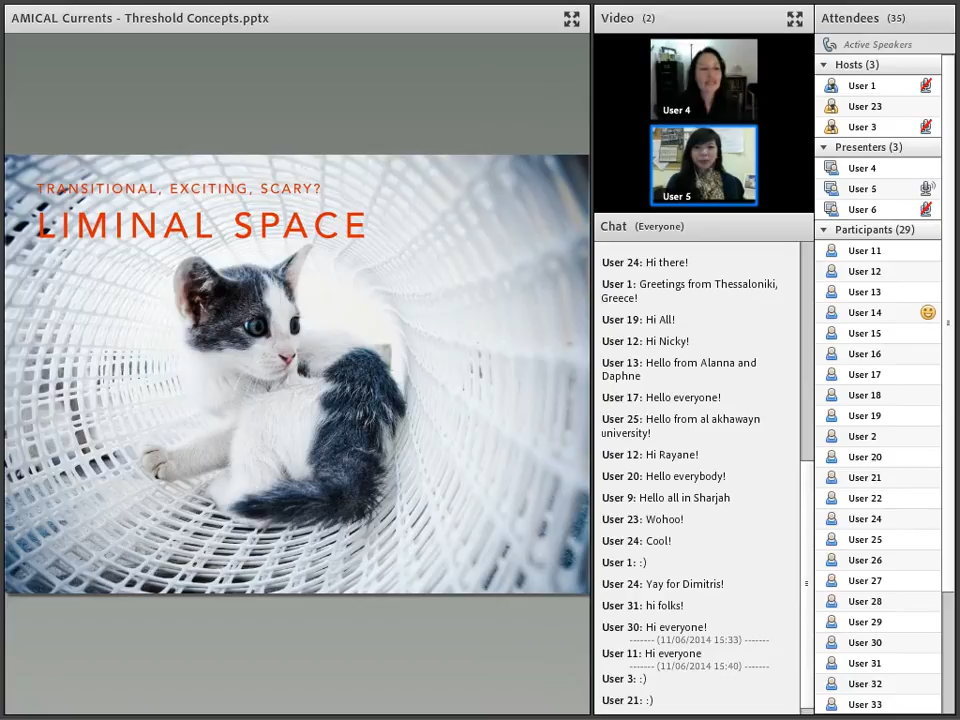 AMICAL Currents - Threshold Concepts.pptx
TRANSITIONAL, EXCITING, SCARY?
LIMINAL SPACE
Video (2)
User 4
User 5
Chat (Everyone)
User 24: Hi there!
User 1: Greetings from Thessaloniki,
Greece!
User 19: Hi All!
User 12: Hi Nicky!
User 13: Hello from Alanna and
Daphne
User 17: Hello everyone!
User 25: Hello from al akhawayn
university!
User 12: Hi Rayane!
User 20: Hello everybody!
User 9: Hello all in Sharjah
User 23: Wohoo!
User 24: Cool!
User 1: :)
User 24: Yay for Dimitris!
User 31: hi folks!
User 30: Hi everyone!
------- (11/06/2014 15:33) -------
User 11: Hi everyone
------- (11/06/2014 15:40) -------
User 3: :)
User 21: :)
Attendees (35)
Active Speakers
Hosts (3)
User 1
User 23
User 3
Presenters (3)
User 4
User 5
User 6
Participants (29)
User 11
User 12
User 13
User 14
User 15
User 16
User 17
User 18
User 19
User 2
User 20
User 21
User 22
User 24
User 25
User 26
User 27
User 28
User 29
User 30
User 31
User 32
User 33